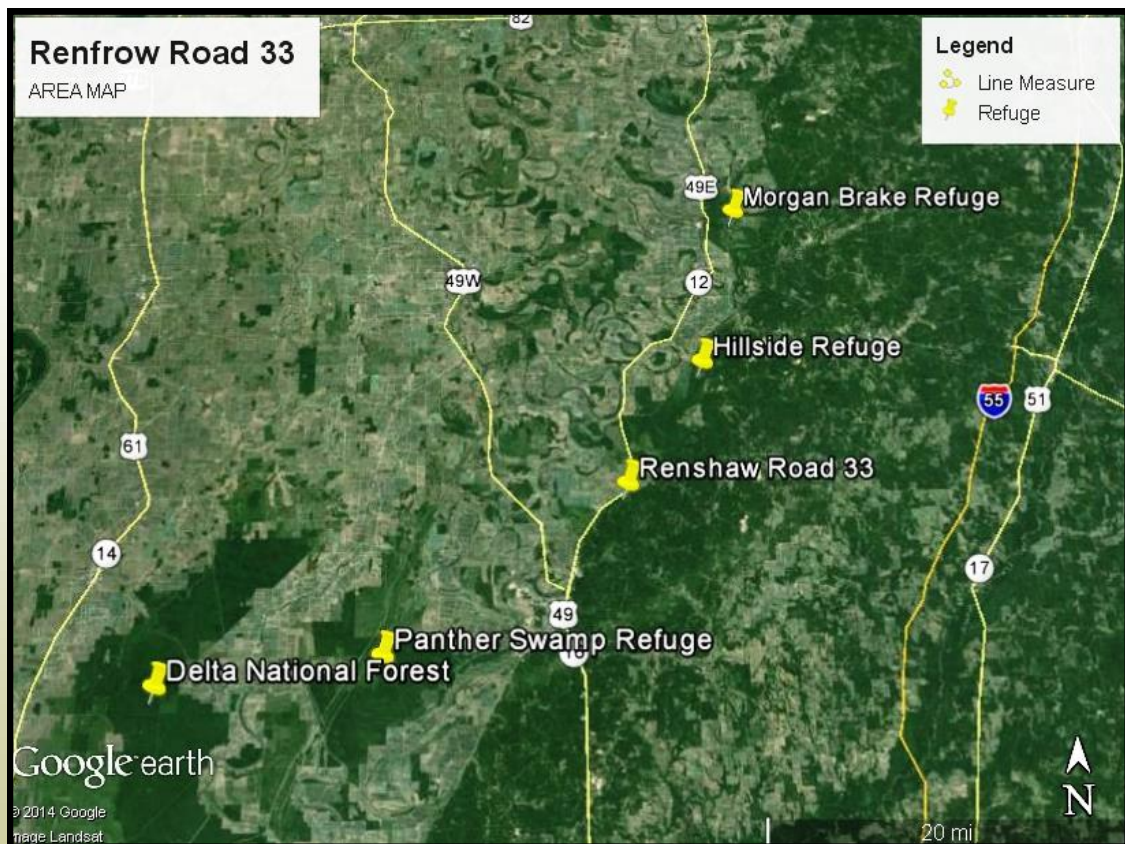 Renfrow Road 33
AREA MAP
Legend
Line Measure
Refuge
82
49E
Morgan Brake Refuge
49W
12
Hillside Refuge
55
51
61
Renshaw Road 33
14
17
49
Panther Swamp Refuge
Delta National Forest
Google earth
N
© 2014 Google
Image Landsat
20 mi